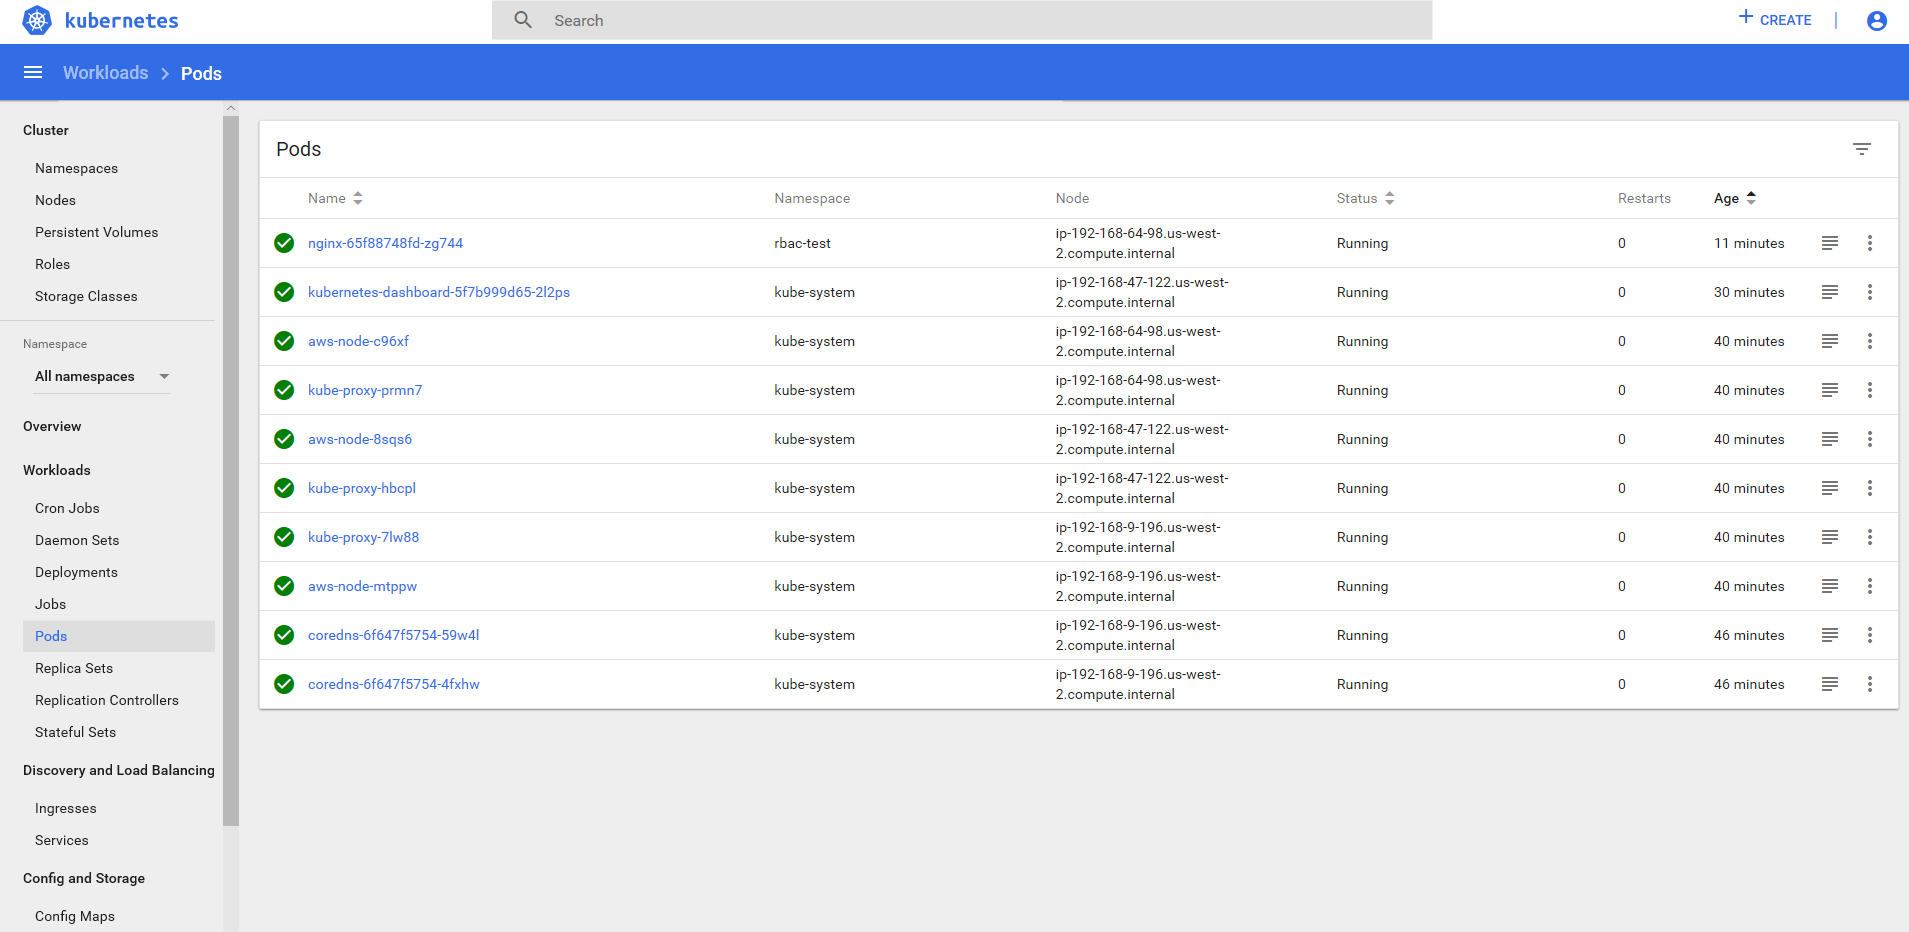 kubernetes
Search
CREATE
Workloads
Pods
Cluster
Namespaces
Nodes
Persistent Volumes
Roles
Storage Classes
Namespace
All namespaces
Overview
Workloads
Cron Jobs
Daemon Sets
Deployments
Jobs
Pods
Replica Sets
Replication Controllers
Stateful Sets
Discovery and Load Balancing
Ingresses
Services
Config and Storage
Config Maps
Pods
Name Namespace Node Status Restarts Age
nginx-65f88748fd-zg744 rbac-test ip-192-168-64-98.us-west- Running 0 11 minutes
2.compute.internal
kubernetes-dashboard-5f7b999d65-2l2ps kube-system ip-192-168-47-122.us-west- Running 0 30 minutes
2.compute.internal
aws-node-c96xf kube-system ip-192-168-64-98.us-west- Running 0 40 minutes
2.compute.internal
kube-proxy-prmn7 kube-system ip-192-168-64-98.us-west- Running 0 40 minutes
2.compute.internal
aws-node-8sqs6 kube-system ip-192-168-47-122.us-west- Running 0 40 minutes
2.compute.internal
kube-proxy-hbcpl kube-system ip-192-168-47-122.us-west- Running 0 40 minutes
2.compute.internal
kube-proxy-7lw88 kube-system ip-192-168-9-196.us-west- Running 0 40 minutes
2.compute.internal
aws-node-mtppw kube-system ip-192-168-9-196.us-west- Running 0 40 minutes
2.compute.internal
coredns-6f647f5754-59w4l kube-system ip-192-168-9-196.us-west- Running 0 46 minutes
2.compute.internal
coredns-6f647f5754-4fxhw kube-system ip-192-168-9-196.us-west- Running 0 46 minutes
2.compute.internal